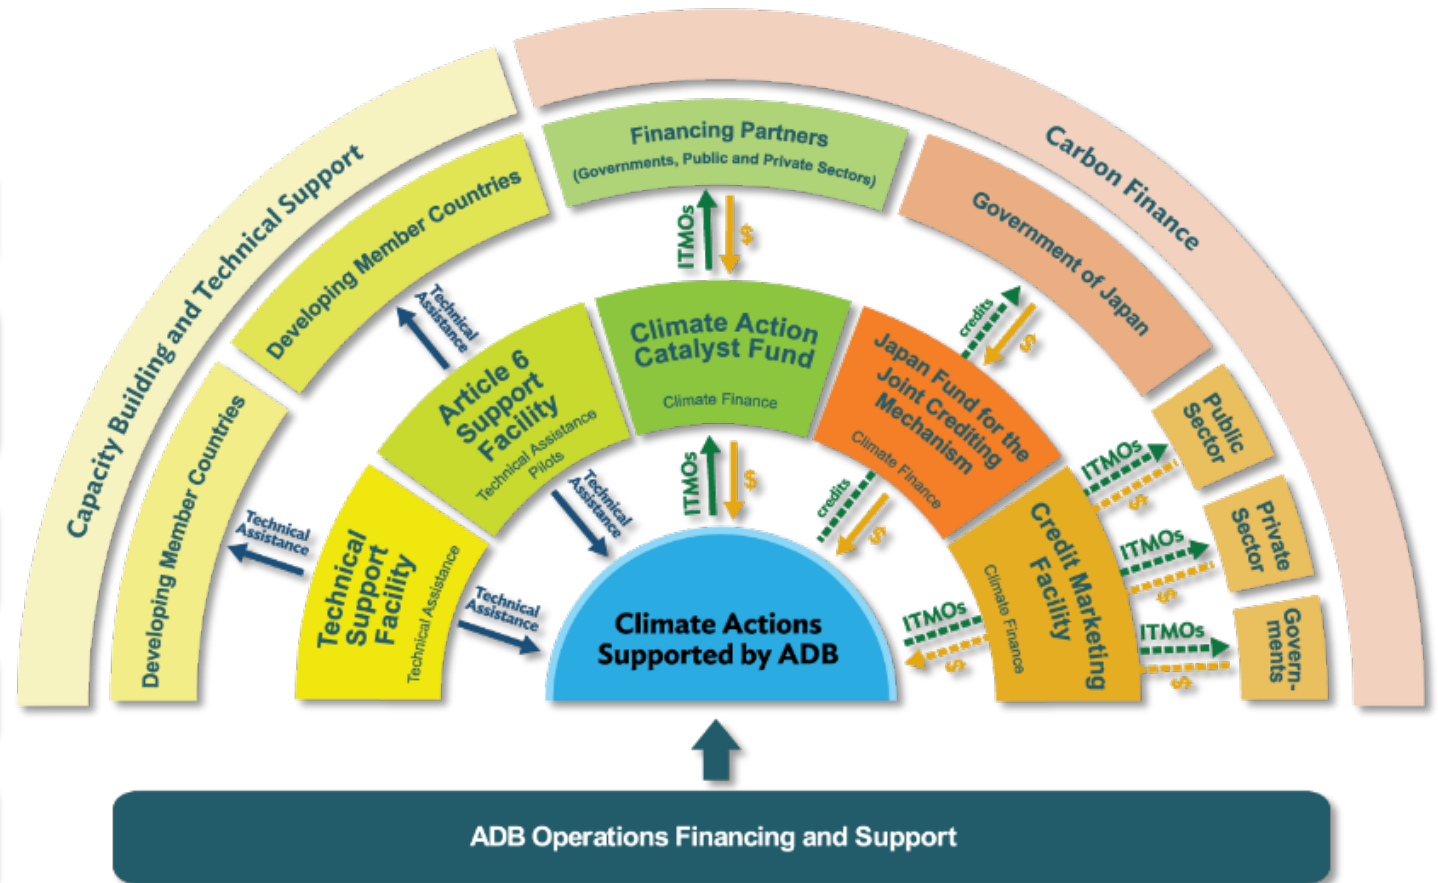 Capacity Building and Technical Support
Carbon Finance
Developing Member Countries
Developing Member Countries
Financing Partners
(Governments, Public and Private Sectors)
Government of Japan
Public
Sector
Private
Sector
Govern-
ments
Technical
Assistance
Technical
Assistance
ITMOs
$
credits
$
ITMOs
$
ITMOs
$
ITMOs
$
Technical
Support
Facility
Technical Assistance
Article 6
Support
Facility
Technical Assistance
Pilots
Climate Action
Catalyst Fund
Climate Finance
Japan Fund for the
Joint Crediting
Mechanism
Climate Finance
Credit Marketing
Facility
Climate Finance
Technical
Assistance
Technical
Assistance
ITMOs
$
credits
$
ITMOs
$
Climate Actions
Supported by ADB
ADB Operations Financing and Support